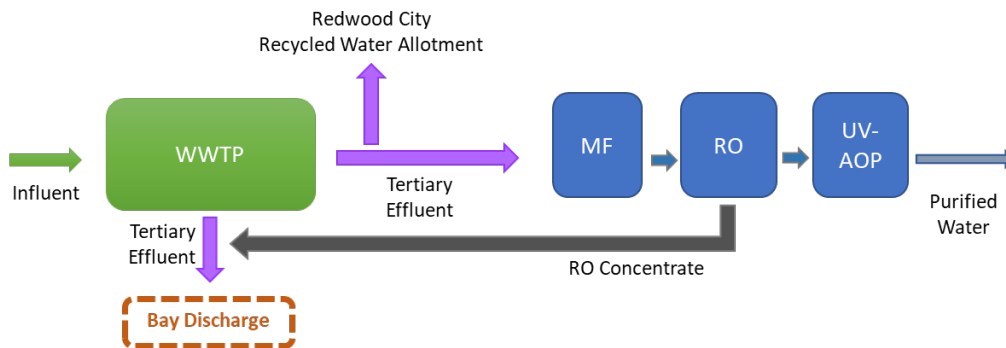 Redwood City
Recycled Water Allotment
WWTP
MF
RO
UV-
AOP
Influent
Tertiary
Effluent
Purified
Water
Tertiary
Effluent
RO Concentrate
Bay Discharge